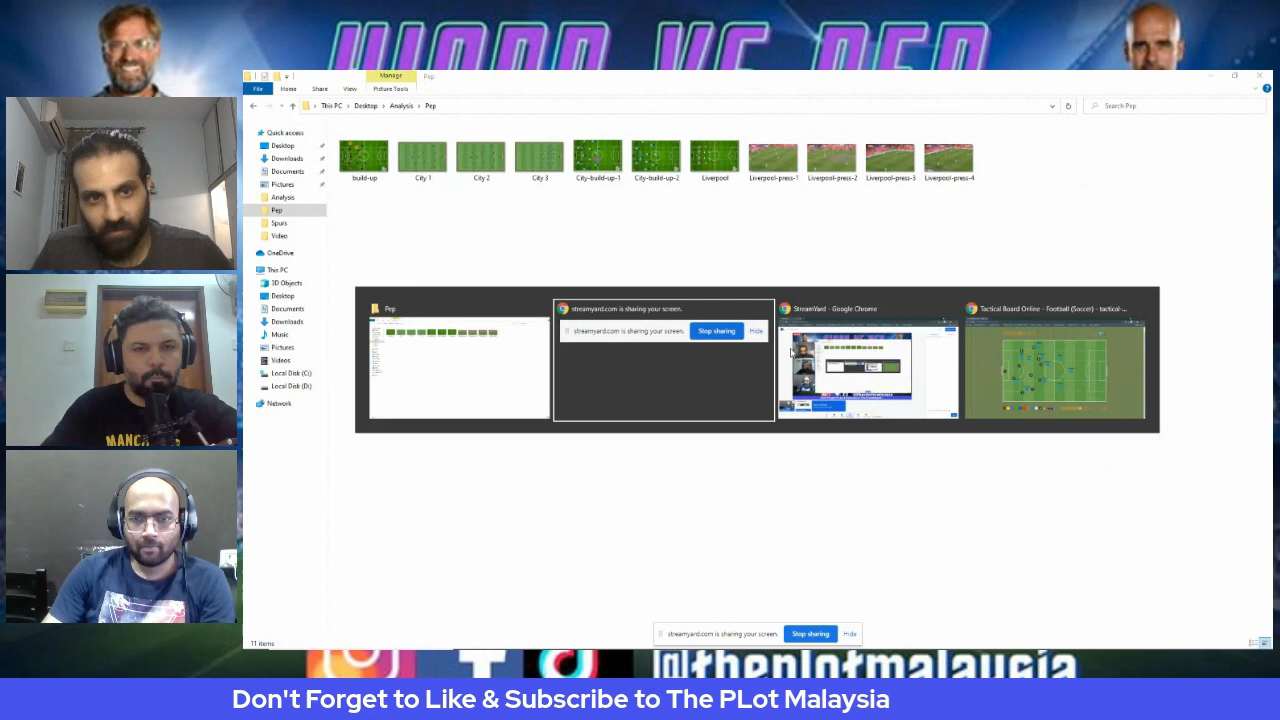 KLOPP VS PEP
Manage
Pep
File
Home
Share
View
Picture Tools
This PC
Desktop
Analysis
Pep
Search Pep
Quick access
Desktop
Downloads
Documents
Pictures
Analysis
Pep
Spurs
Video
OneDrive
This PC
3D Objects
Desktop
Documents
Downloads
Music
Pictures
Videos
Local Disk (C:)
Local Disk (D:)
Network
build-up
City 1
City 2
City 3
City-build-up-1
City-build-up-2
Liverpool
Liverpool-press-1
Liverpool-press-2
Liverpool-press-3
Liverpool-press-4
Pep
streamyard.com is sharing your screen.
StreamYard - Google Chrome
Tactical Board Online - Football (Soccer) - tactical-...
streamyard.com is sharing your screen.
Stop sharing
Hide
MANCH
streamyard.com is sharing your screen.
Stop sharing
Hide
11 items
@theplotmalaysia
Don't Forget to Like & Subscribe to The PLot Malaysia